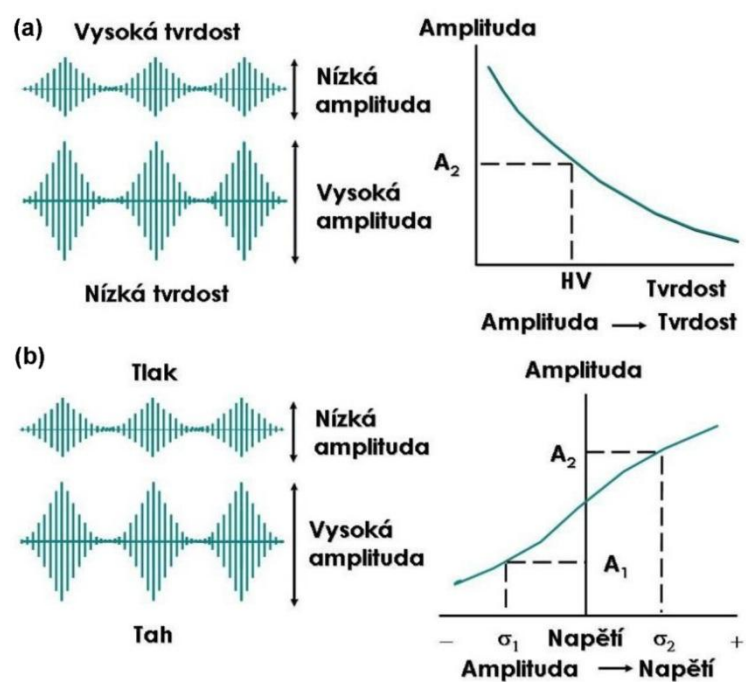 (a)
Vysoká tvrdost
Nízká
amplituda
Vysoká
amplituda
Nízká tvrdost
Amplituda
A₂
HV
Tvrdost
Amplituda → Tvrdost
(b)
Tlak
Nízká
amplituda
Vysoká
amplituda
Tah
Amplituda
A₂
A₁
− σ₁ Napětí σ₂ +
Amplituda → Napětí